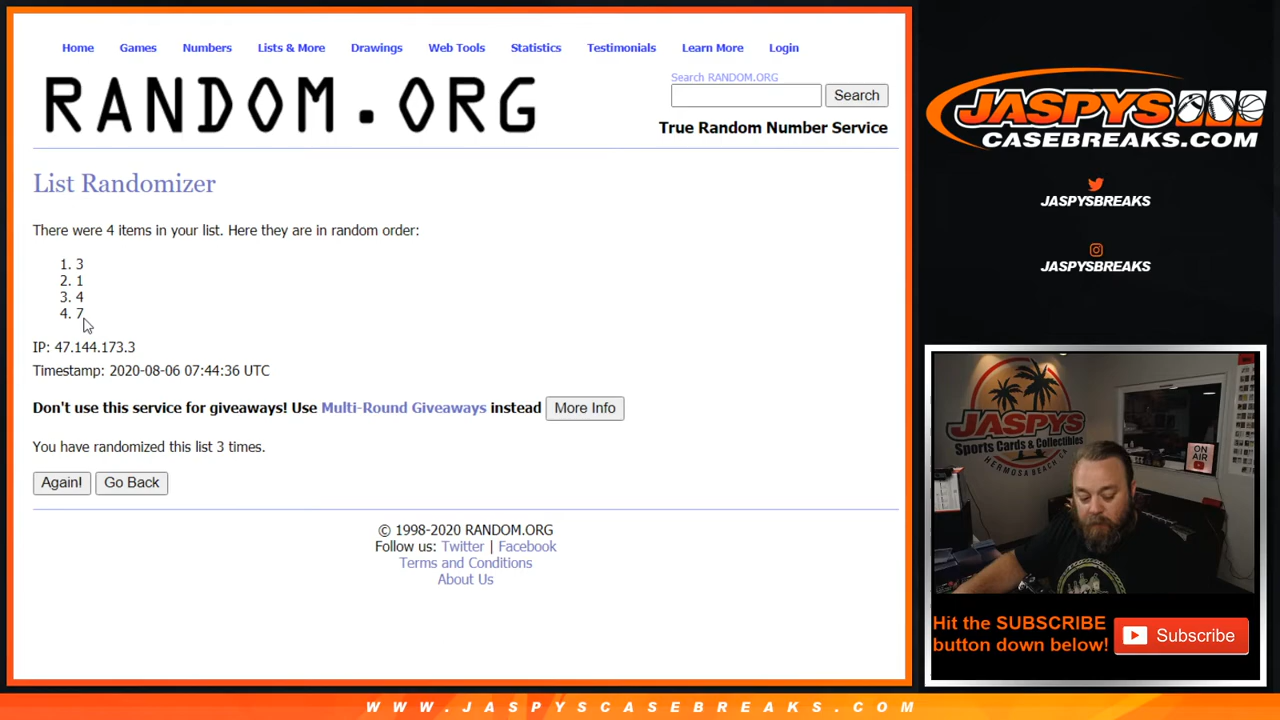 Home Games Numbers Lists & More Drawings Web Tools Statistics Testimonials Learn More Login
RANDOM.ORG
Search RANDOM.ORG
Search
True Random Number Service
List Randomizer
There were 4 items in your list. Here they are in random order:
1. 3
2. 1
3. 4
4. 7
IP: 47.144.173.3
Timestamp: 2020-08-06 07:44:36 UTC
Don't use this service for giveaways! Use Multi-Round Giveaways instead More Info
You have randomized this list 3 times.
Again! Go Back
© 1998-2020 RANDOM.ORG
Follow us: Twitter | Facebook
Terms and Conditions
About Us
JASPYS
CASEBREAKS.COM
JASPYSBREAKS
JASPYSBREAKS
JASPYS
Sports Cards & Collectibles
HERMOSA BEACH CA
ON
AIR
Hit the SUBSCRIBE
button down below!
Subscribe
WWW.JASPYSCASEBREAKS.COM